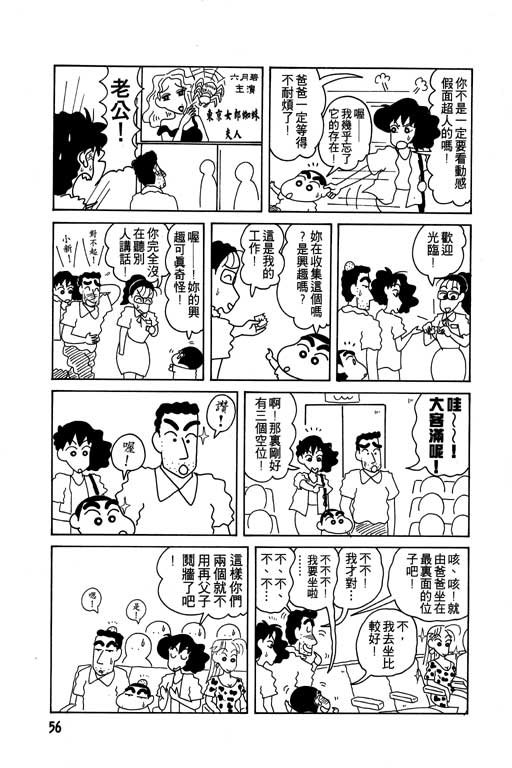 你不是一定要看動感
假面超人的嗎！
喔——
我幾乎忘了
它的存在！
爸爸一定等得
不耐煩了！
六月碧
主演
東京女郎蜘蛛
夫人
老公！
歡迎
光臨！
妳在收集這個嗎
？是興趣嗎？
這是我的
工作！
喔！！妳的興
趣可真奇怪！
你完全沒
在聽別
人講話！
對不起！
小新！
哇～～！
大客滿呢！
啊！那裏剛好
有三個空位！
讚！
喔！
咳、咳！就
由爸爸坐在
最裏面的位
子吧！
不，
我去坐比
較好！
不！
我才對…
不不不！
我要坐啦
不、不、
不、…
這樣你們
兩個就不
用再父子
鬩牆了吧
！
是！
嗯！
56